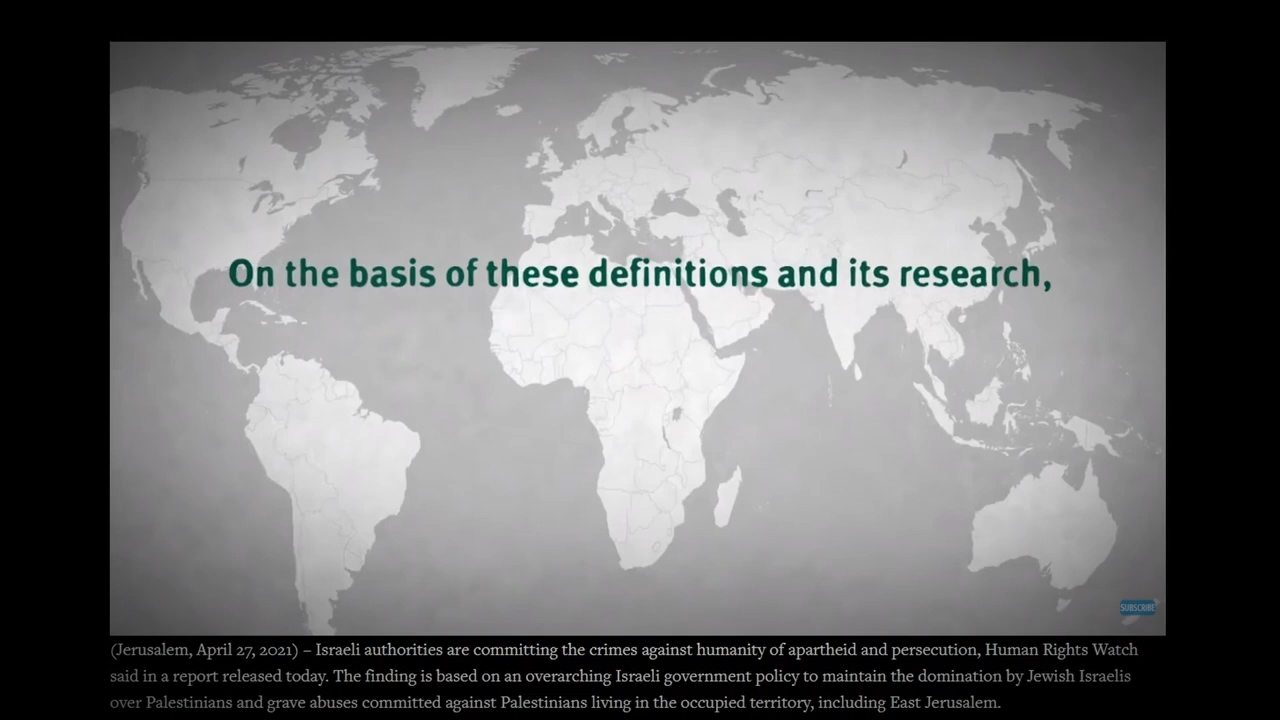 On the basis of these definitions and its research,
SUBSCRIBE
(Jerusalem, April 27, 2021) – Israeli authorities are committing the crimes against humanity of apartheid and persecution, Human Rights Watch
said in a report released today. The finding is based on an overarching Israeli government policy to maintain the domination by Jewish Israelis
over Palestinians and grave abuses committed against Palestinians living in the occupied territory, including East Jerusalem.